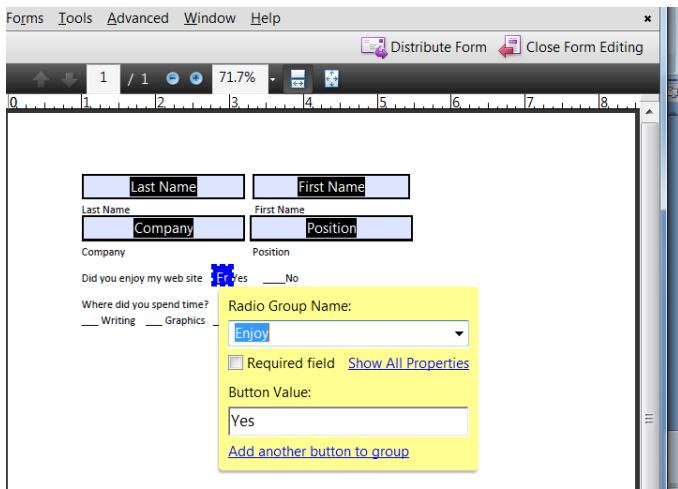 Forms Tools Advanced Window Help
Distribute Form Close Form Editing
1 / 1 71.7%
0 1 2 3 4 5 6 7 8
Last Name First Name
Last Name First Name
Company Position
Company Position
Did you enjoy my web site Yes ____No
Where did you spend time?
___ Writing ___ Graphics
Radio Group Name:
Enjoy
Required field Show All Properties
Button Value:
Yes
Add another button to group